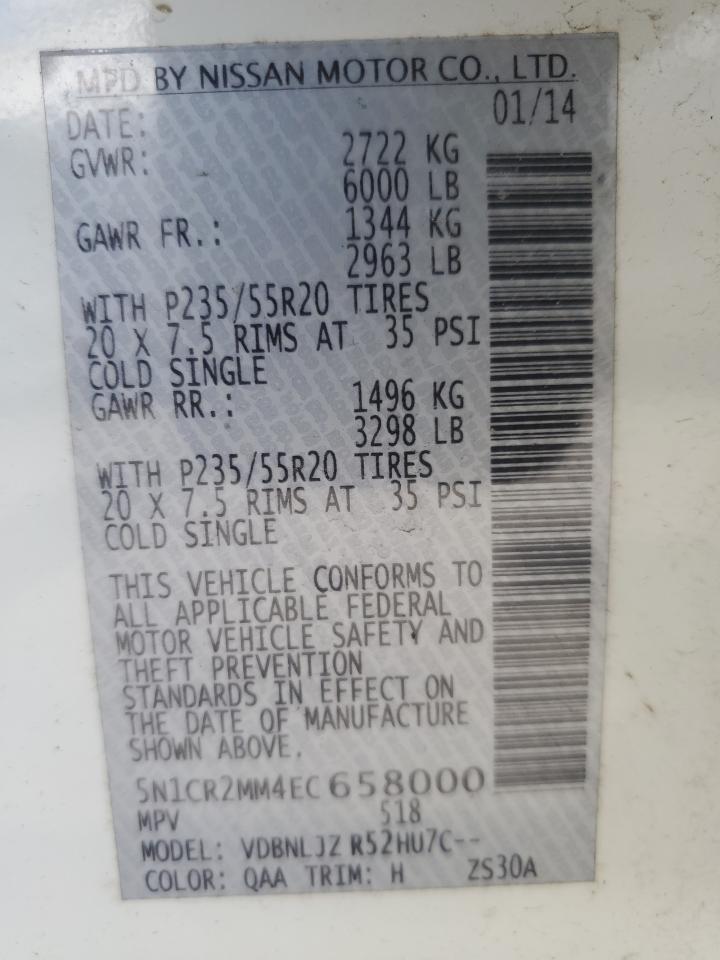 MFD BY NISSAN MOTOR CO., LTD.
DATE: 01/14
GVWR: 2722 KG
6000 LB
GAWR FR.: 1344 KG
2963 LB
WITH P235/55R20 TIRES
20 X 7.5 RIMS AT 35 PSI
COLD SINGLE
GAWR RR.: 1496 KG
3298 LB
WITH P235/55R20 TIRES
20 X 7.5 RIMS AT 35 PSI
COLD SINGLE
THIS VEHICLE CONFORMS TO
ALL APPLICABLE FEDERAL
MOTOR VEHICLE SAFETY AND
THEFT PREVENTION
STANDARDS IN EFFECT ON
THE DATE OF MANUFACTURE
SHOWN ABOVE.
5N1CR2MM4EC658000
MPV 518
MODEL: VDBNLJZ R52HU7C--
COLOR: QAA TRIM: H ZS30A